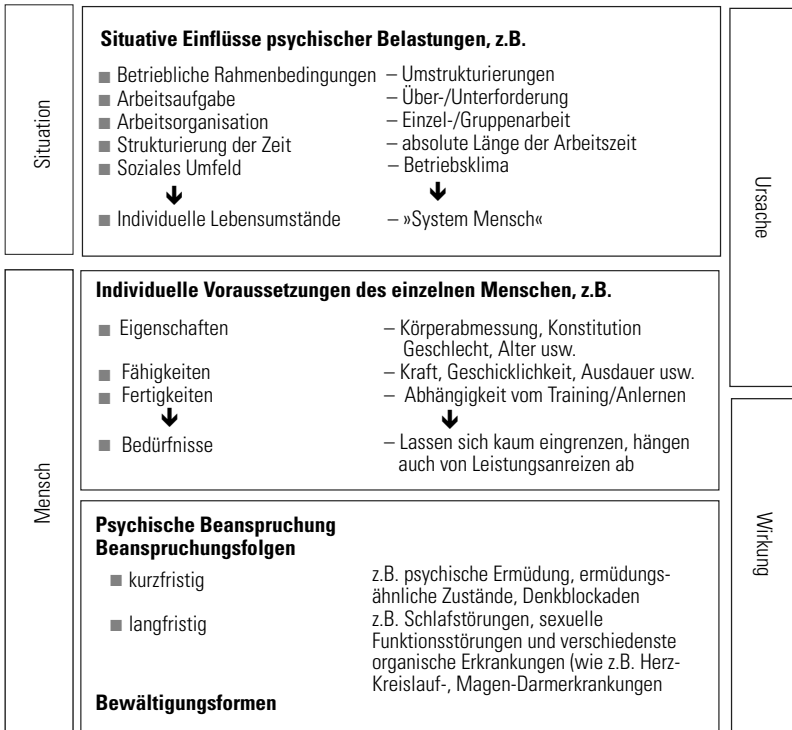 Situation
Situative Einflüsse psychischer Belastungen, z.B.
■ Betriebliche Rahmenbedingungen – Umstrukturierungen
■ Arbeitsaufgabe – Über-/Unterforderung
■ Arbeitsorganisation – Einzel-/Gruppenarbeit
■ Strukturierung der Zeit – absolute Länge der Arbeitszeit
■ Soziales Umfeld – Betriebsklima
■ Individuelle Lebensumstände – »System Mensch«
Ursache
Mensch
Individuelle Voraussetzungen des einzelnen Menschen, z.B.
■ Eigenschaften – Körperabmessung, Konstitution
Geschlecht, Alter usw.
■ Fähigkeiten – Kraft, Geschicklichkeit, Ausdauer usw.
■ Fertigkeiten – Abhängigkeit vom Training/Anlernen
■ Bedürfnisse – Lassen sich kaum eingrenzen, hängen
auch von Leistungsanreizen ab
Wirkung
Psychische Beanspruchung
Beanspruchungsfolgen
■ kurzfristig z.B. psychische Ermüdung, ermüdungs-
ähnliche Zustände, Denkblockaden
■ langfristig z.B. Schlafstörungen, sexuelle
Funktionsstörungen und verschiedenste
organische Erkrankungen (wie z.B. Herz-
Kreislauf-, Magen-Darmerkrankungen
Bewältigungsformen